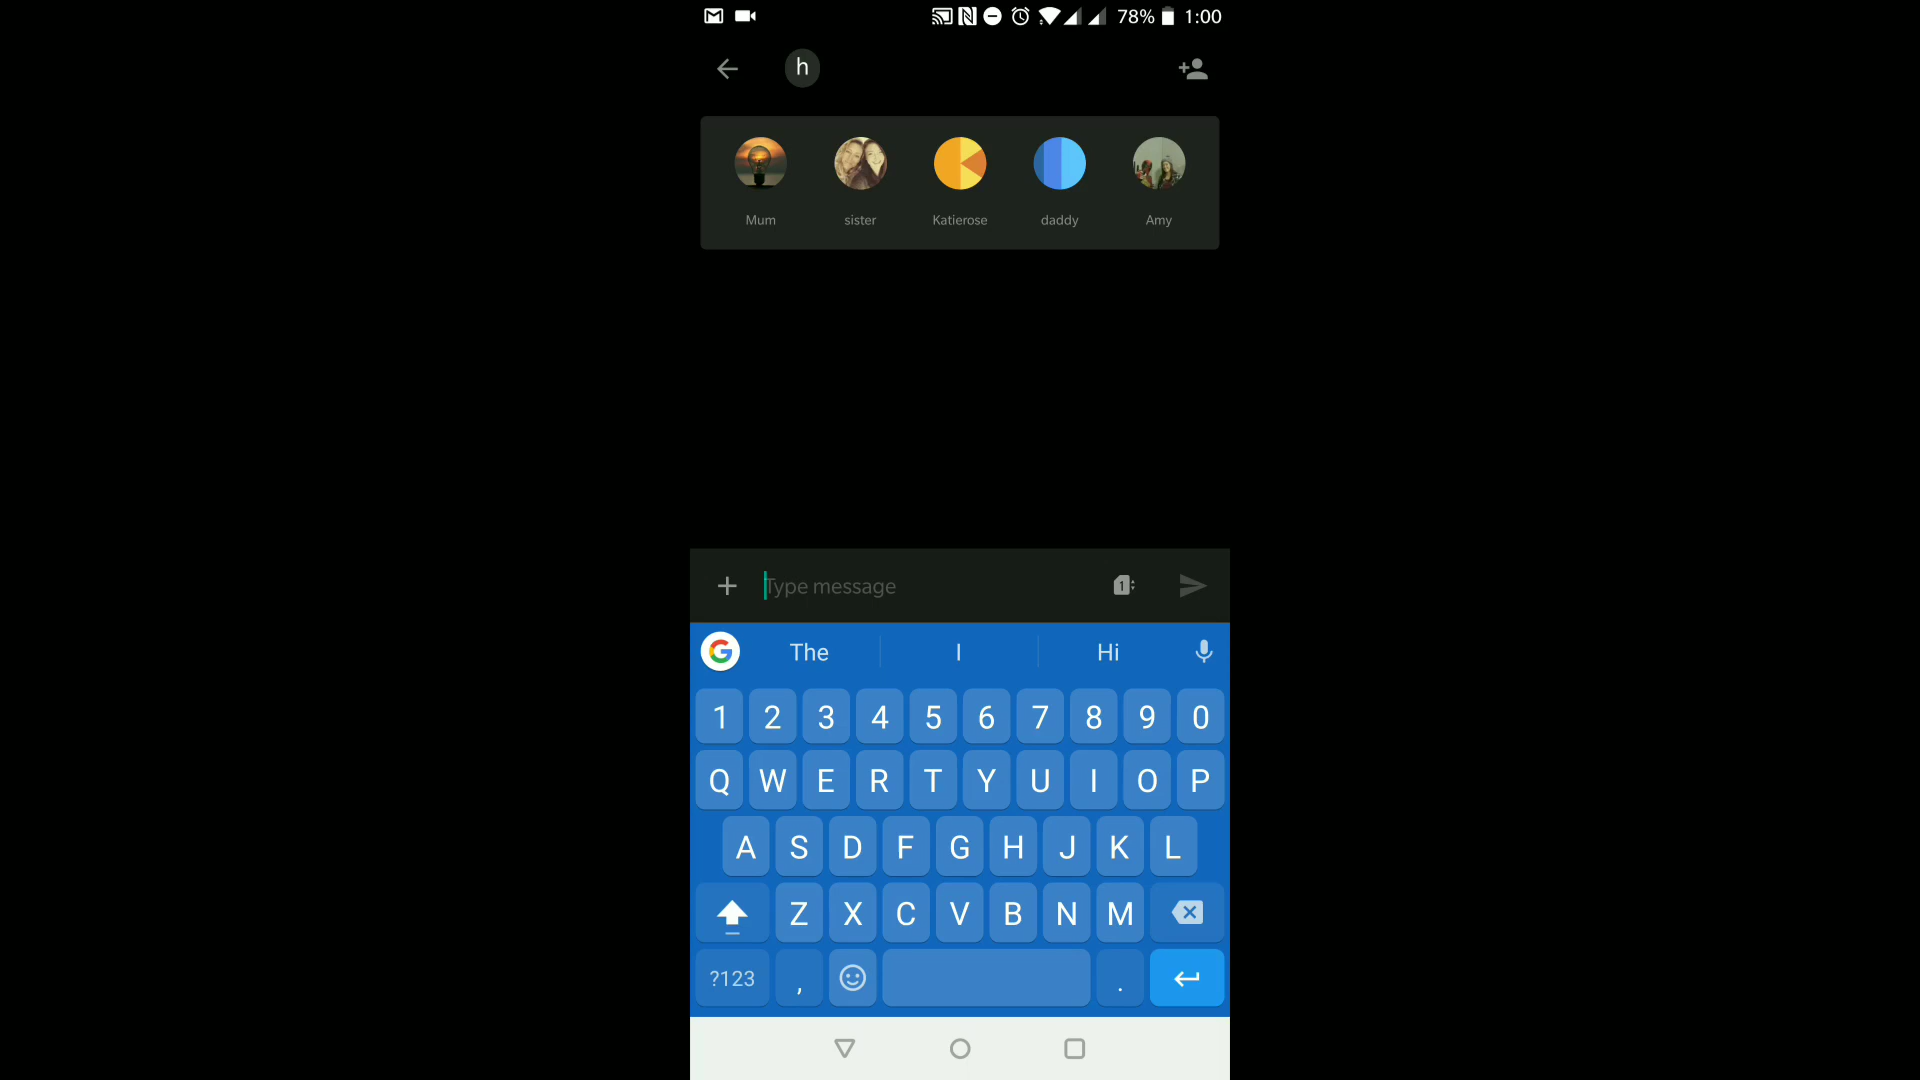 78% 1:00
h
Mum sister Katierose daddy Amy
Type message 1
The I Hi
1 2 3 4 5 6 7 8 9 0
Q W E R T Y U I O P
A S D F G H J K L
Z X C V B N M
?123 , .